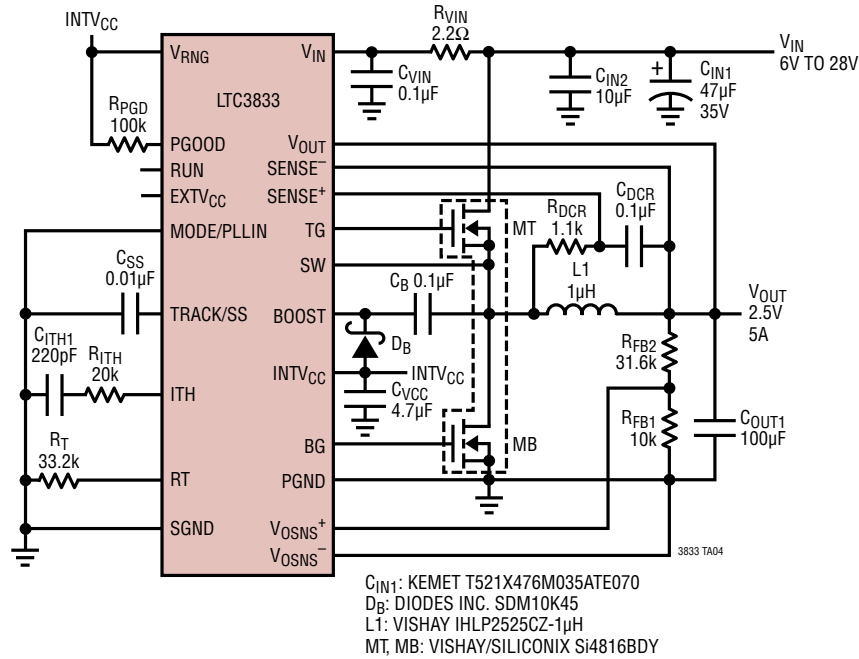 INTVCC
VRNG
RPGD
100k
PGOOD
RUN
EXTVCC
MODE/PLLIN
CSS
0.01µF
TRACK/SS
CITH1
220pF
RITH
20k
ITH
RT
33.2k
RT
SGND
LTC3833
VIN
VOUT
SENSE–
SENSE+
TG
SW
BOOST
INTVCC
BG
PGND
VOSNS+
VOSNS–
RVIN
2.2Ω
CVIN
0.1µF
CIN2
10µF
CIN1
+
47µF
35V
VIN
6V TO 28V
MT
RDCR
1.1k
CDCR
0.1µF
L1
1µH
CB 0.1µF
DB
INTVCC
CVCC
4.7µF
MB
VOUT
2.5V
5A
RFB2
31.6k
RFB1
10k
COUT1
100µF
3833 TA04
CIN1: KEMET T521X476M035ATE070
DB: DIODES INC. SDM10K45
L1: VISHAY IHLP2525CZ-1µH
MT, MB: VISHAY/SILICONIX Si4816BDY